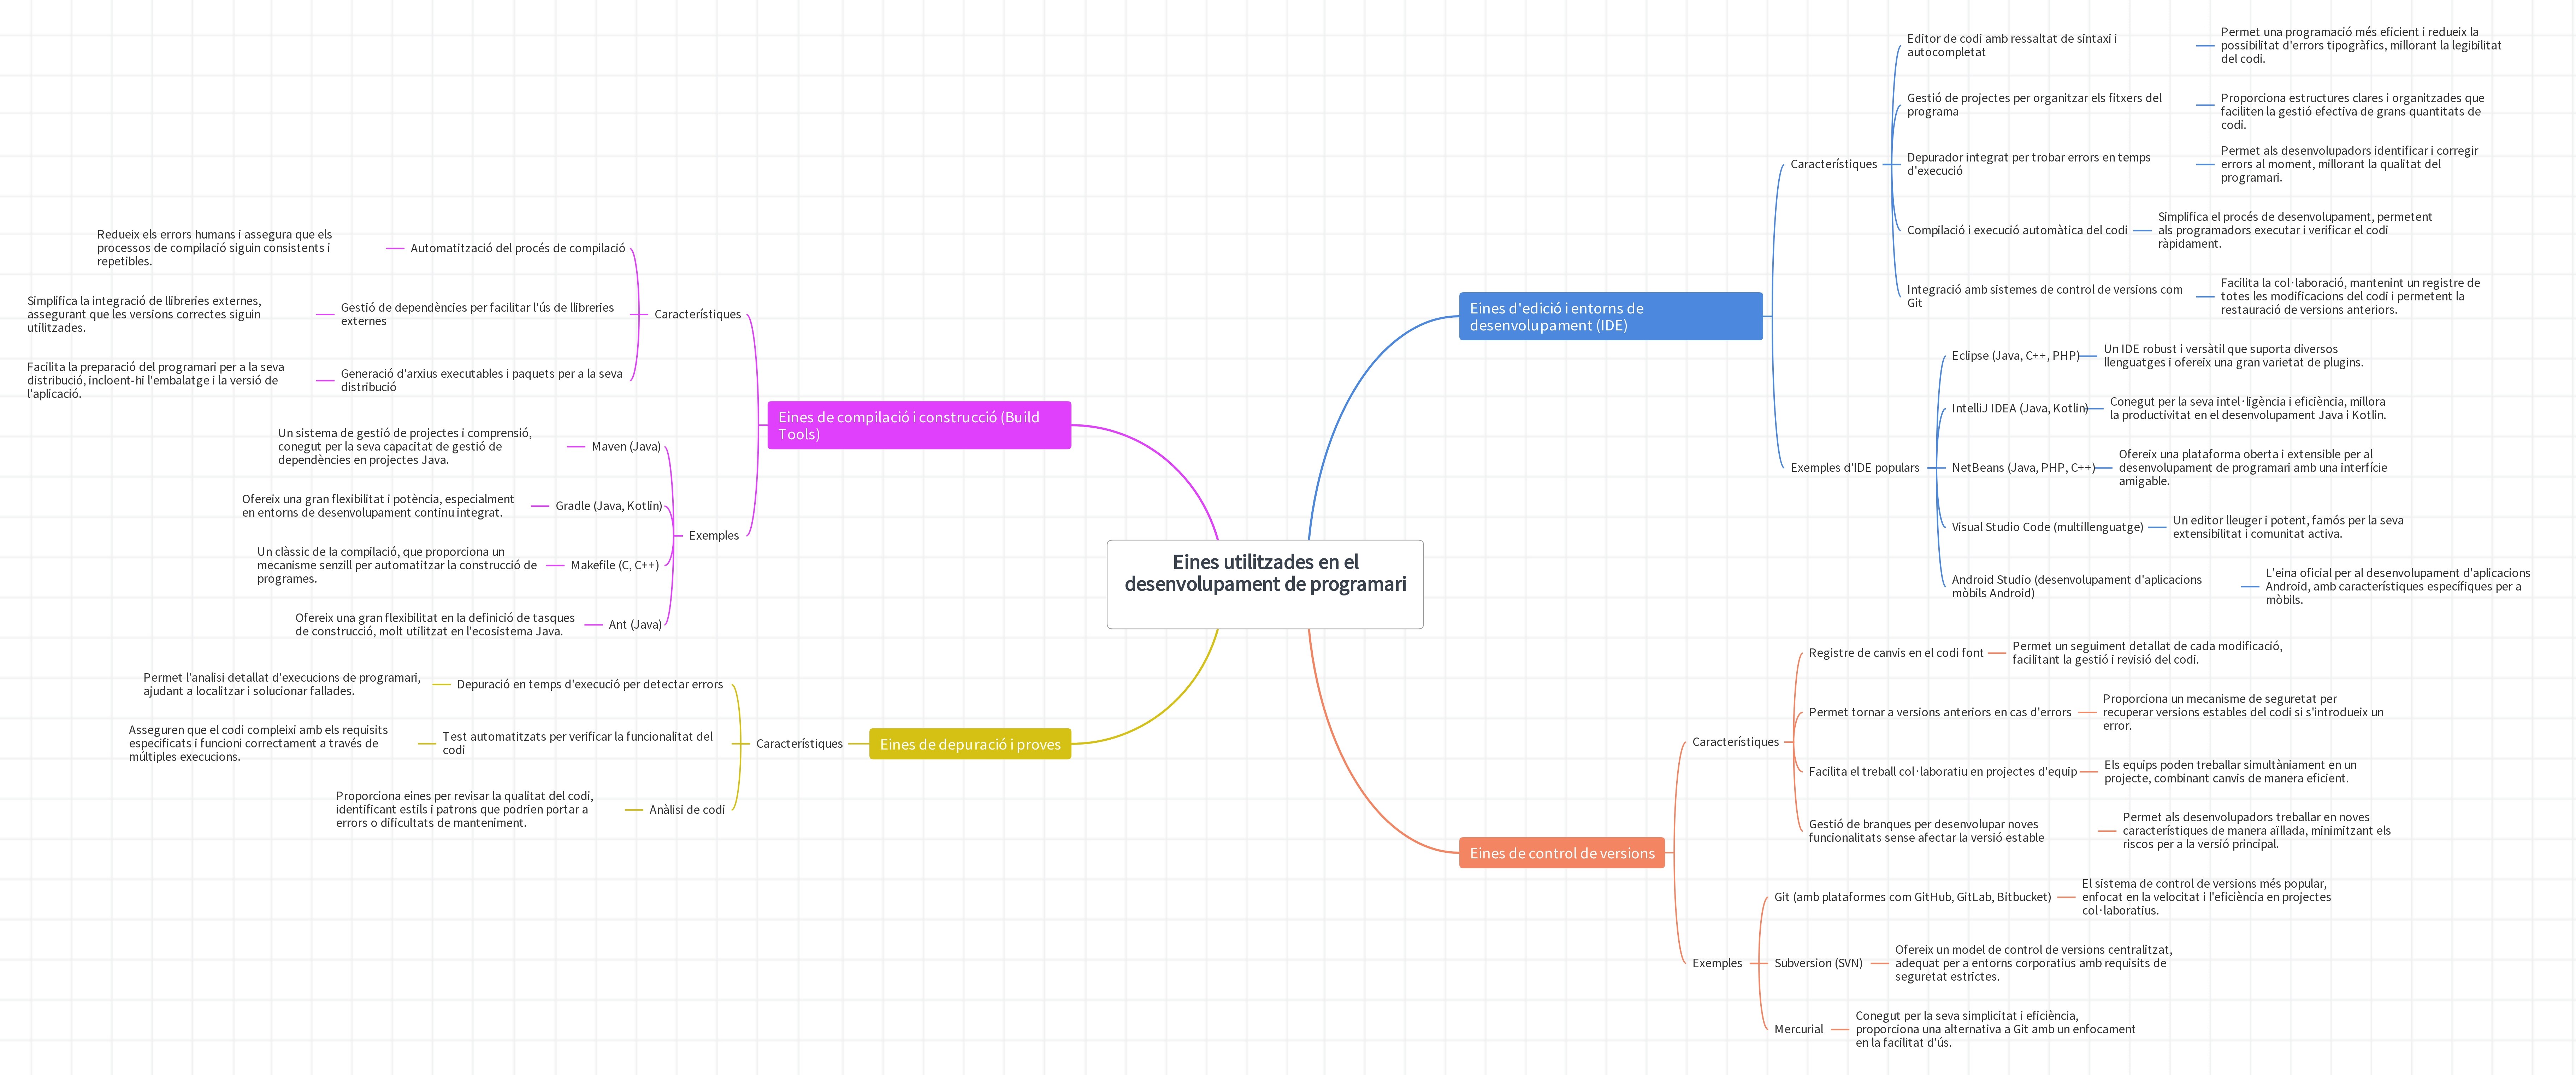 Eines utilitzades en el
desenvolupament de programari
Eines d'edició i entorns de
desenvolupament (IDE)
Característiques
Editor de codi amb ressaltat de sintaxi i
autocompletat
Permet una programació més eficient i redueix la
possibilitat d'errors tipogràfics, millorant la legibilitat
del codi.
Gestió de projectes per organitzar els fitxers del
programa
Proporciona estructures clares i organitzades que
faciliten la gestió efectiva de grans quantitats de
codi.
Depurador integrat per trobar errors en temps
d'execució
Permet als desenvolupadors identificar i corregir
errors al moment, millorant la qualitat del
programari.
Compilació i execució automàtica del codi
Simplifica el procés de desenvolupament, permetent
als programadors executar i verificar el codi
ràpidament.
Integració amb sistemes de control de versions com
Git
Facilita la col·laboració, mantenint un registre de
totes les modificacions del codi i permetent la
restauració de versions anteriors.
Exemples d'IDE populars
Eclipse (Java, C++, PHP)
Un IDE robust i versàtil que suporta diversos
llenguatges i ofereix una gran varietat de plugins.
IntelliJ IDEA (Java, Kotlin)
Conegut per la seva intel·ligència i eficiència, millora
la productivitat en el desenvolupament Java i Kotlin.
NetBeans (Java, PHP, C++)
Ofereix una plataforma oberta i extensible per al
desenvolupament de programari amb una interfície
amigable.
Visual Studio Code (multillenguatge)
Un editor lleuger i potent, famós per la seva
extensibilitat i comunitat activa.
Android Studio (desenvolupament d'aplicacions
mòbils Android)
L'eina oficial per al desenvolupament d'aplicacions
Android, amb característiques específiques per a
mòbils.
Eines de control de versions
Característiques
Registre de canvis en el codi font
Permet un seguiment detallat de cada modificació,
facilitant la gestió i revisió del codi.
Permet tornar a versions anteriors en cas d'errors
Proporciona un mecanisme de seguretat per
recuperar versions estables del codi si s'introdueix un
error.
Facilita el treball col·laboratiu en projectes d'equip
Els equips poden treballar simultàniament en un
projecte, combinant canvis de manera eficient.
Gestió de branques per desenvolupar noves
funcionalitats sense afectar la versió estable
Permet als desenvolupadors treballar en noves
característiques de manera aïllada, minimitzant els
riscos per a la versió principal.
Exemples
Git (amb plataformes com GitHub, GitLab, Bitbucket)
El sistema de control de versions més popular,
enfocat en la velocitat i l'eficiència en projectes
col·laboratius.
Subversion (SVN)
Ofereix un model de control de versions centralitzat,
adequat per a entorns corporatius amb requisits de
seguretat estrictes.
Mercurial
Conegut per la seva simplicitat i eficiència,
proporciona una alternativa a Git amb un enfocament
en la facilitat d'ús.
Eines de compilació i construcció (Build
Tools)
Característiques
Automatització del procés de compilació
Redueix els errors humans i assegura que els
processos de compilació siguin consistents i
repetibles.
Gestió de dependències per facilitar l'ús de llibreries
externes
Simplifica la integració de llibreries externes,
assegurant que les versions correctes siguin
utilitzades.
Generació d'arxius executables i paquets per a la seva
distribució
Facilita la preparació del programari per a la seva
distribució, incloent-hi l'embalatge i la versió de
l'aplicació.
Exemples
Maven (Java)
Un sistema de gestió de projectes i comprensió,
conegut per la seva capacitat de gestió de
dependències en projectes Java.
Gradle (Java, Kotlin)
Ofereix una gran flexibilitat i potència, especialment
en entorns de desenvolupament continu integrat.
Makefile (C, C++)
Un clàssic de la compilació, que proporciona un
mecanisme senzill per automatitzar la construcció de
programes.
Ant (Java)
Ofereix una gran flexibilitat en la definició de tasques
de construcció, molt utilitzat en l'ecosistema Java.
Eines de depuració i proves
Característiques
Depuració en temps d'execució per detectar errors
Permet l'analisi detallat d'execucions de programari,
ajudant a localitzar i solucionar fallades.
Test automatitzats per verificar la funcionalitat del
codi
Asseguren que el codi compleixi amb els requisits
especificats i funcioni correctament a través de
múltiples execucions.
Anàlisi de codi
Proporciona eines per revisar la qualitat del codi,
identificant estils i patrons que podrien portar a
errors o dificultats de manteniment.